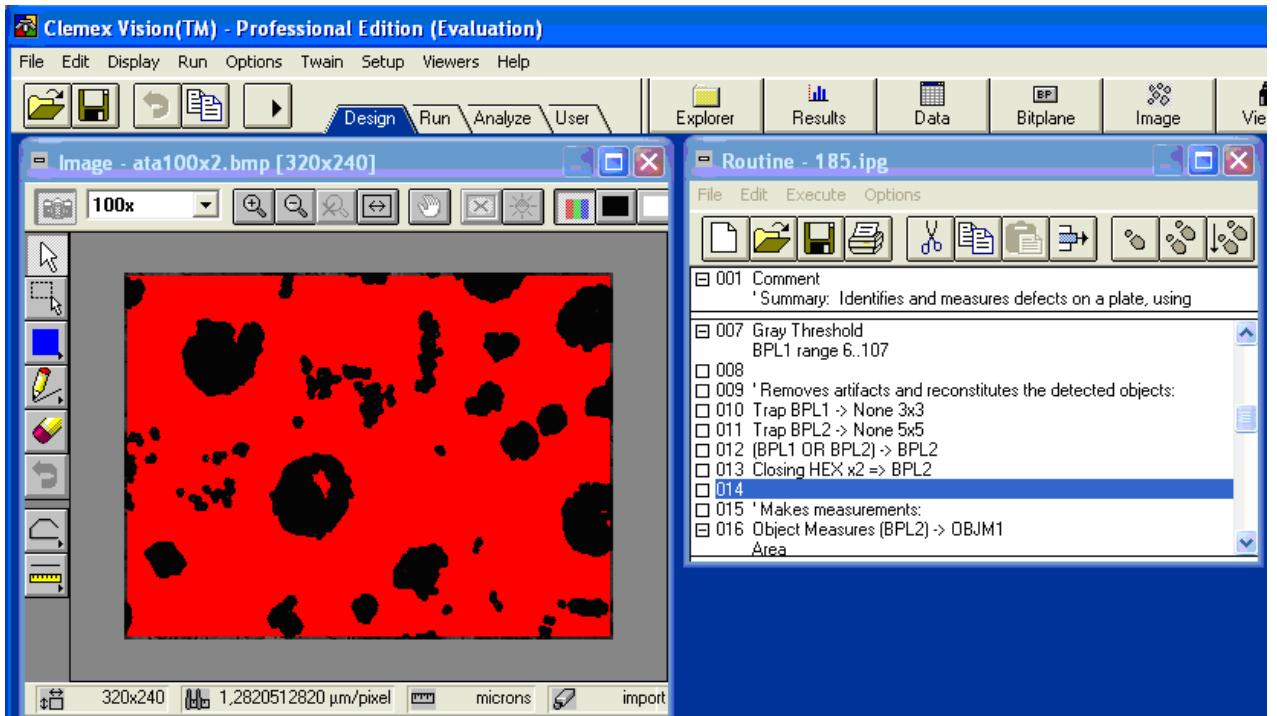 Clemex Vision(TM) - Professional Edition (Evaluation)
File Edit Display Run Options Twain Setup Viewers Help
Design Run Analyze User
Explorer Results Data Bitplane Image
BP
Image - ata100x2.bmp [320x240]
100x
320x240 1,2820512820 µm/pixel microns import
Routine - 185.ipg
File Edit Execute Options
001 Comment
' Summary: Identifies and measures defects on a plate, using
007 Gray Threshold
BPL1 range 6..107
008
009 ' Removes artifacts and reconstitutes the detected objects:
010 Trap BPL1 -> None 3x3
011 Trap BPL2 -> None 5x5
012 (BPL1 OR BPL2) -> BPL2
013 Closing HEX x2 => BPL2
014
015 ' Makes measurements:
016 Object Measures (BPL2) -> OBJM1
Area